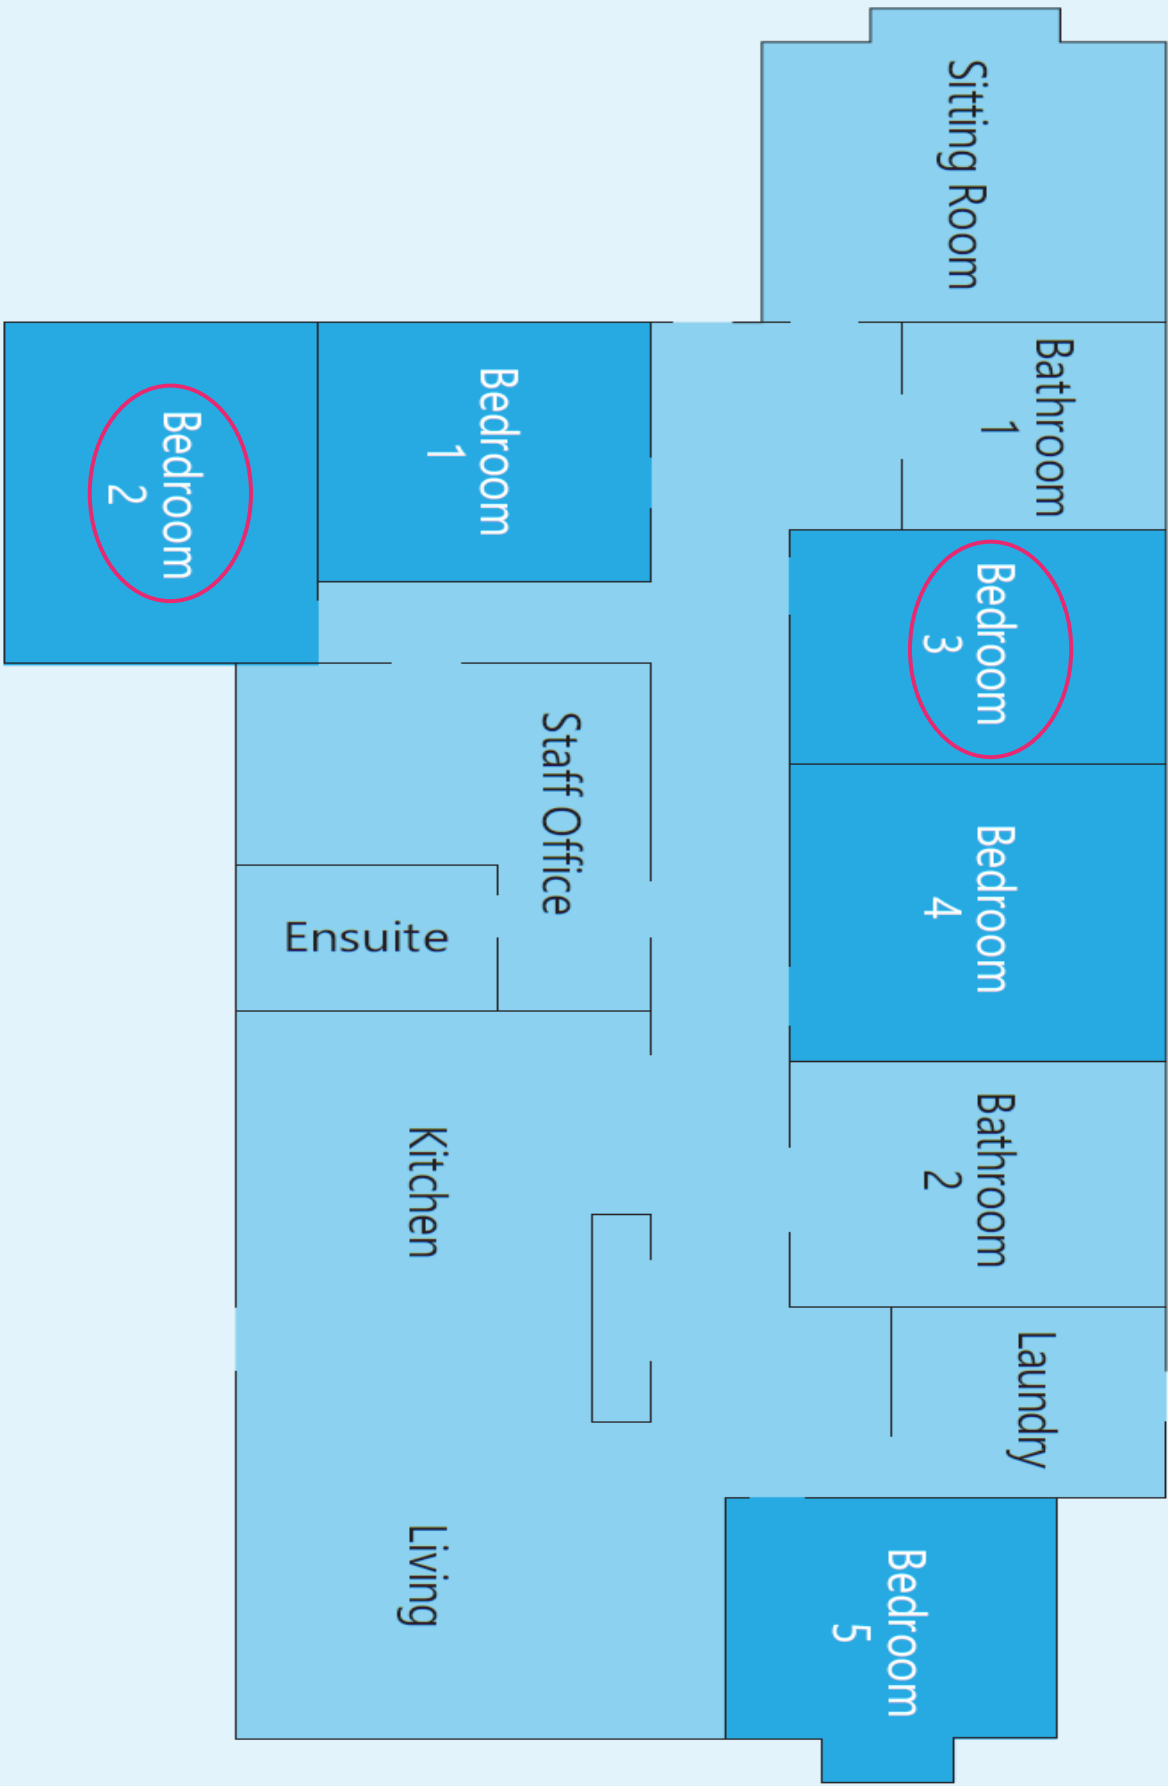 Sitting Room
Bathroom
1
Bedroom
1
Bedroom
2
Bedroom
3
Staff Office
Bedroom
4
Ensuite
Kitchen
Bathroom
2
Laundry
Living
Bedroom
5